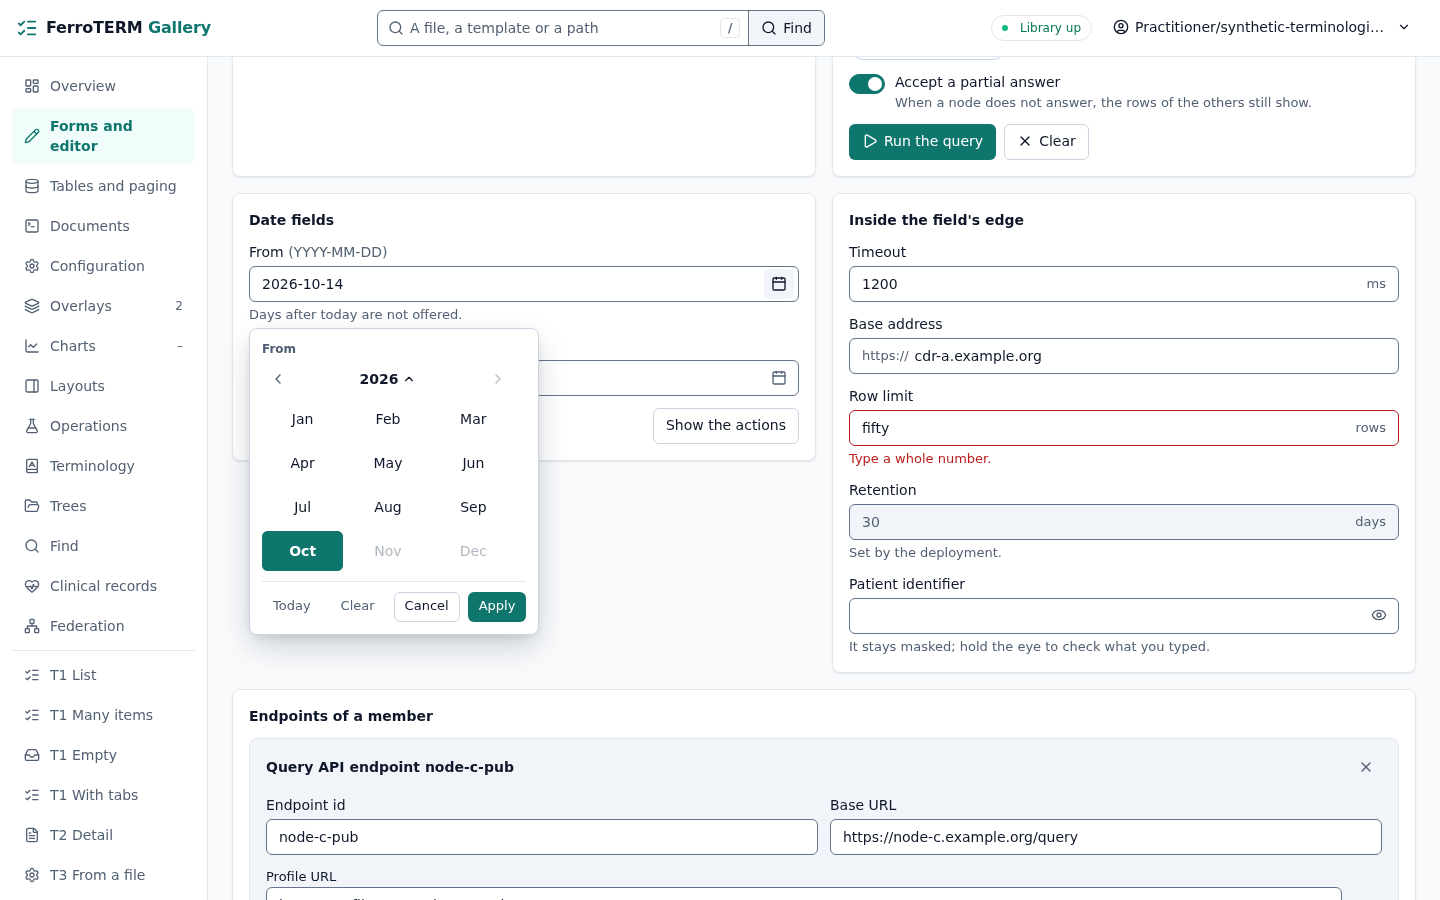 FerroTERM Gallery
A file, a template or a path
/
Find
Library up
Practitioner/synthetic-terminologi...
Overview
Forms and
editor
Tables and paging
Documents
Configuration
Overlays 2
Charts –
Layouts
Operations
Terminology
Trees
Find
Clinical records
Federation
T1 List
T1 Many items
T1 Empty
T1 With tabs
T2 Detail
T3 From a file
Accept a partial answer
When a node does not answer, the rows of the others still show.
Run the query
Clear
Date fields
From (YYYY-MM-DD)
2026-10-14
Days after today are not offered.
From
2026
Jan Feb Mar
Apr May Jun
Jul Aug Sep
Oct Nov Dec
Today Clear Cancel Apply
Show the actions
Inside the field's edge
Timeout
1200 ms
Base address
https:// cdr-a.example.org
Row limit
fifty rows
Type a whole number.
Retention
30 days
Set by the deployment.
Patient identifier
It stays masked; hold the eye to check what you typed.
Endpoints of a member
Query API endpoint node-c-pub
Endpoint id
node-c-pub
Base URL
https://node-c.example.org/query
Profile URL